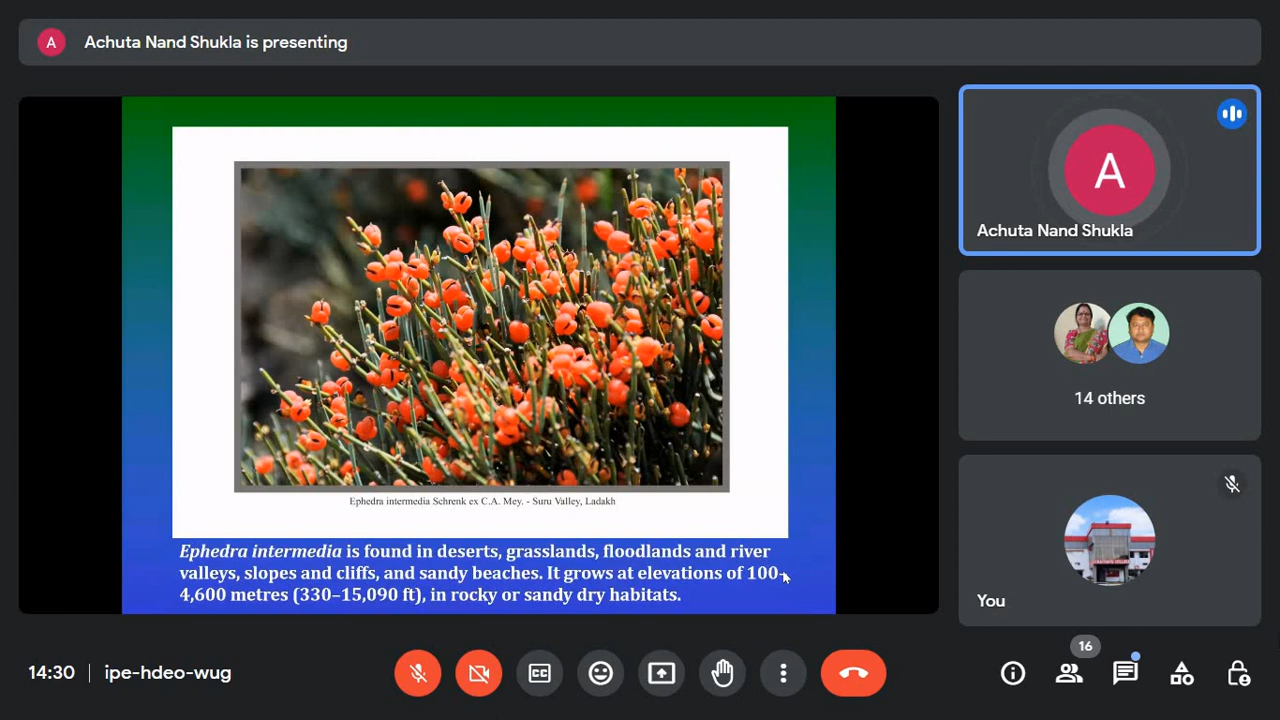 A
Achuta Nand Shukla is presenting
Ephedra intermedia Schrenk ex C.A. Mey. - Suru Valley, Ladakh
Ephedra intermedia is found in deserts, grasslands, floodlands and river
valleys, slopes and cliffs, and sandy beaches. It grows at elevations of 100-
4,600 metres (330–15,090 ft), in rocky or sandy dry habitats.
A
Achuta Nand Shukla
14 others
You
14:30
ipe-hdeo-wug
CC
16